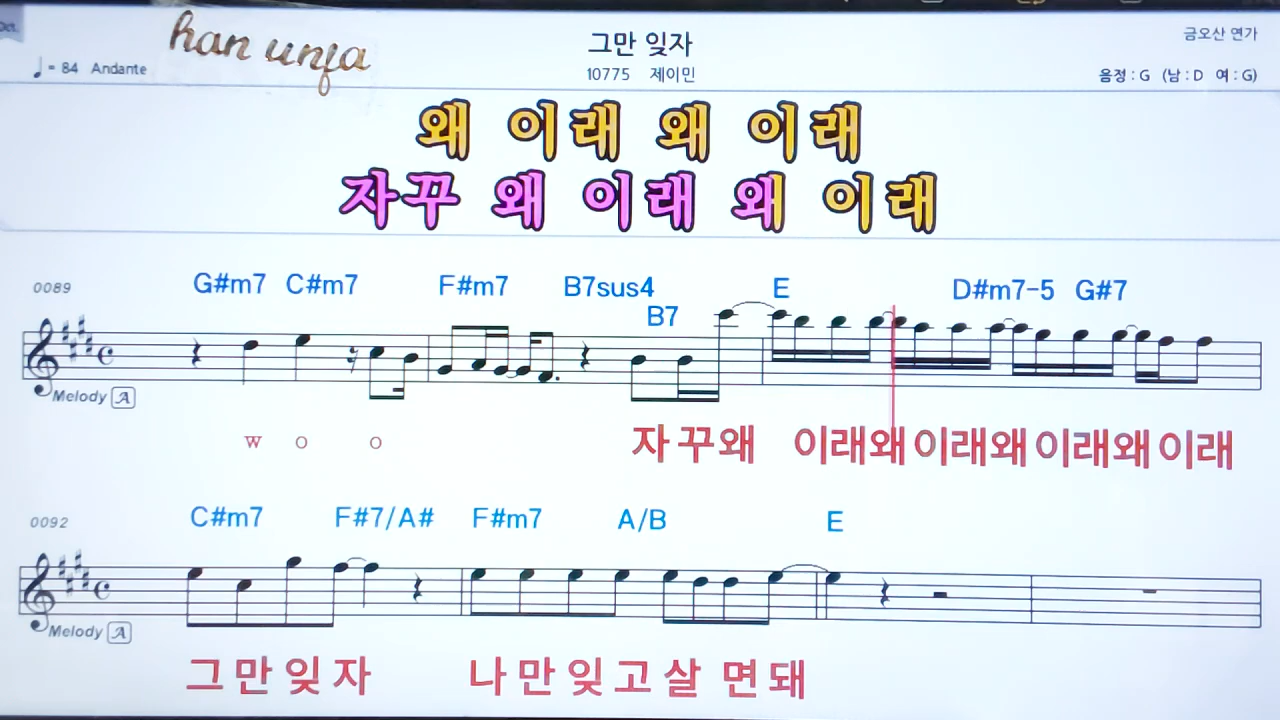 han unja
그만 잊자
금오산 연가
♩= 84 Andante
10775 제이민
음정 : G (남 : D 여 : G)
왜 이래 왜 이래
자꾸 왜 이래 왜 이래
0089
G#m7 C#m7 F#m7 B7sus4 B7 E D#m7-5 G#7
Melody A
W O O 자꾸왜 이래왜이래왜이래왜이래
0092
C#m7 F#7/A# F#m7 A/B E
Melody A
그만잊자 나만잊고살면돼